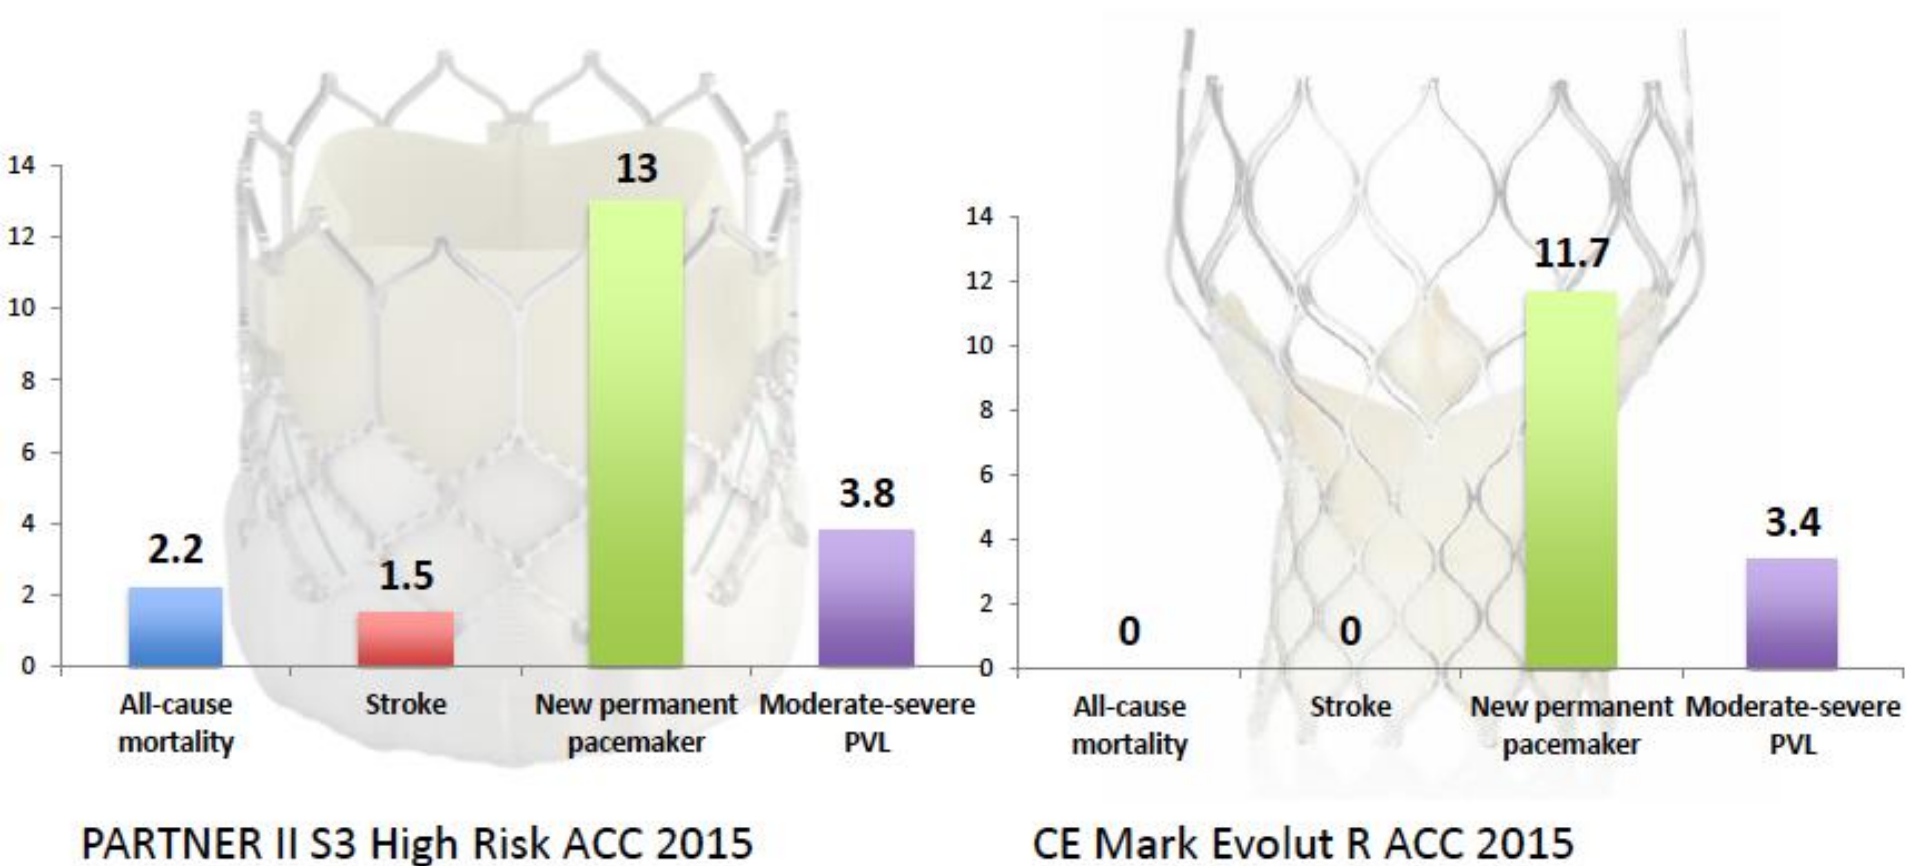 14
12
10
8
6
4
2
0
2.2
1.5
13
3.8
All-cause
mortality
Stroke
New permanent
pacemaker
Moderate-severe
PVL
PARTNER II S3 High Risk ACC 2015
14
12
10
8
6
4
2
0
0
0
11.7
3.4
All-cause
mortality
Stroke
New permanent
pacemaker
Moderate-severe
PVL
CE Mark Evolut R ACC 2015